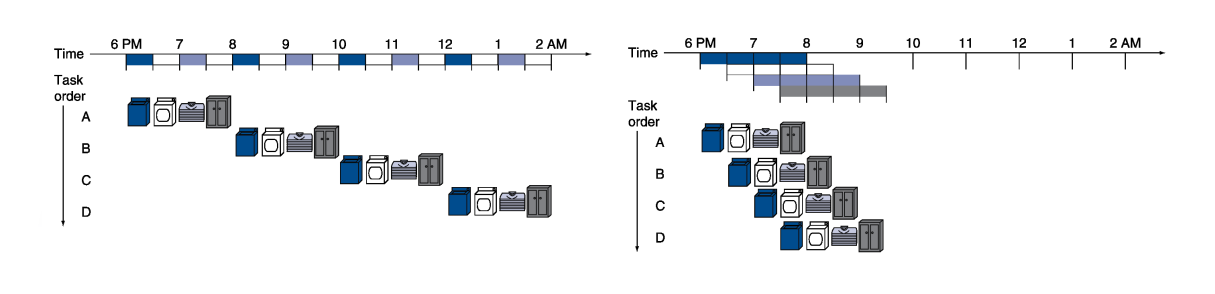 6 PM 7 8 9 10 11 12 1 2 AM
Time
Task
order
A
B
C
D
6 PM 7 8 9 10 11 12 1 2 AM
Time
Task
order
A
B
C
D